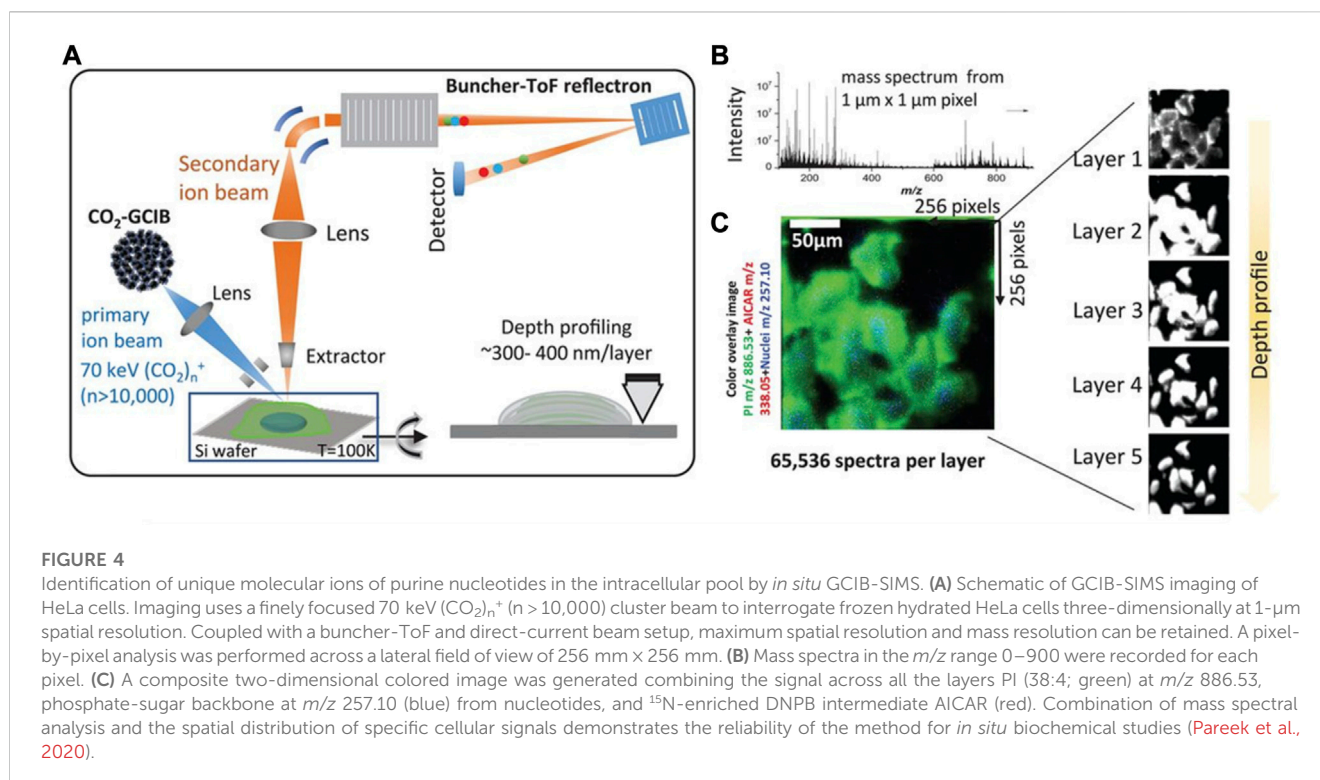 A
Buncher-ToF reflectron
Secondary
ion beam
Detector
CO₂-GCIB
Lens
Lens
primary
ion beam
70 keV (CO₂)ₙ⁺
(n>10,000)
Extractor
Depth profiling
~300- 400 nm/layer
Si wafer
T=100K
B
mass spectrum from
1 µm x 1 µm pixel
Intensity
10⁷
10⁷
10⁷
0
200
400
600
800
m/z
C
256 pixels
256 pixels
50µm
Color overlay image
PI m/z 886.53+ AICAR m/z
338.05+Nuclei m/z 257.10
65,536 spectra per layer
Layer 1
Layer 2
Layer 3
Layer 4
Layer 5
Depth profile
FIGURE 4
Identification of unique molecular ions of purine nucleotides in the intracellular pool by in situ GCIB-SIMS. (A) Schematic of GCIB-SIMS imaging of
HeLa cells. Imaging uses a finely focused 70 keV (CO₂)ₙ⁺ (n > 10,000) cluster beam to interrogate frozen hydrated HeLa cells three-dimensionally at 1-µm
spatial resolution. Coupled with a buncher-ToF and direct-current beam setup, maximum spatial resolution and mass resolution can be retained. A pixel-
by-pixel analysis was performed across a lateral field of view of 256 mm × 256 mm. (B) Mass spectra in the m/z range 0–900 were recorded for each
pixel. (C) A composite two-dimensional colored image was generated combining the signal across all the layers PI (38:4; green) at m/z 886.53,
phosphate-sugar backbone at m/z 257.10 (blue) from nucleotides, and ¹⁵N-enriched DNPB intermediate AICAR (red). Combination of mass spectral
analysis and the spatial distribution of specific cellular signals demonstrates the reliability of the method for in situ biochemical studies (Pareek et al.,
2020).